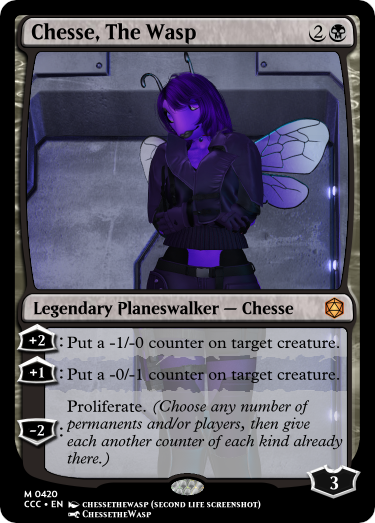 Chesse, The Wasp 2
Legendary Planeswalker — Chesse
+2: Put a -1/-0 counter on target creature.
+1: Put a -0/-1 counter on target creature.
-2: Proliferate. (Choose any number of
permanents and/or players, then give
each another counter of each kind already
there.)
3
M 0420
CCC • EN CHESSETHEWASP (SECOND LIFE SCREENSHOT)
CHESSETHEWASP